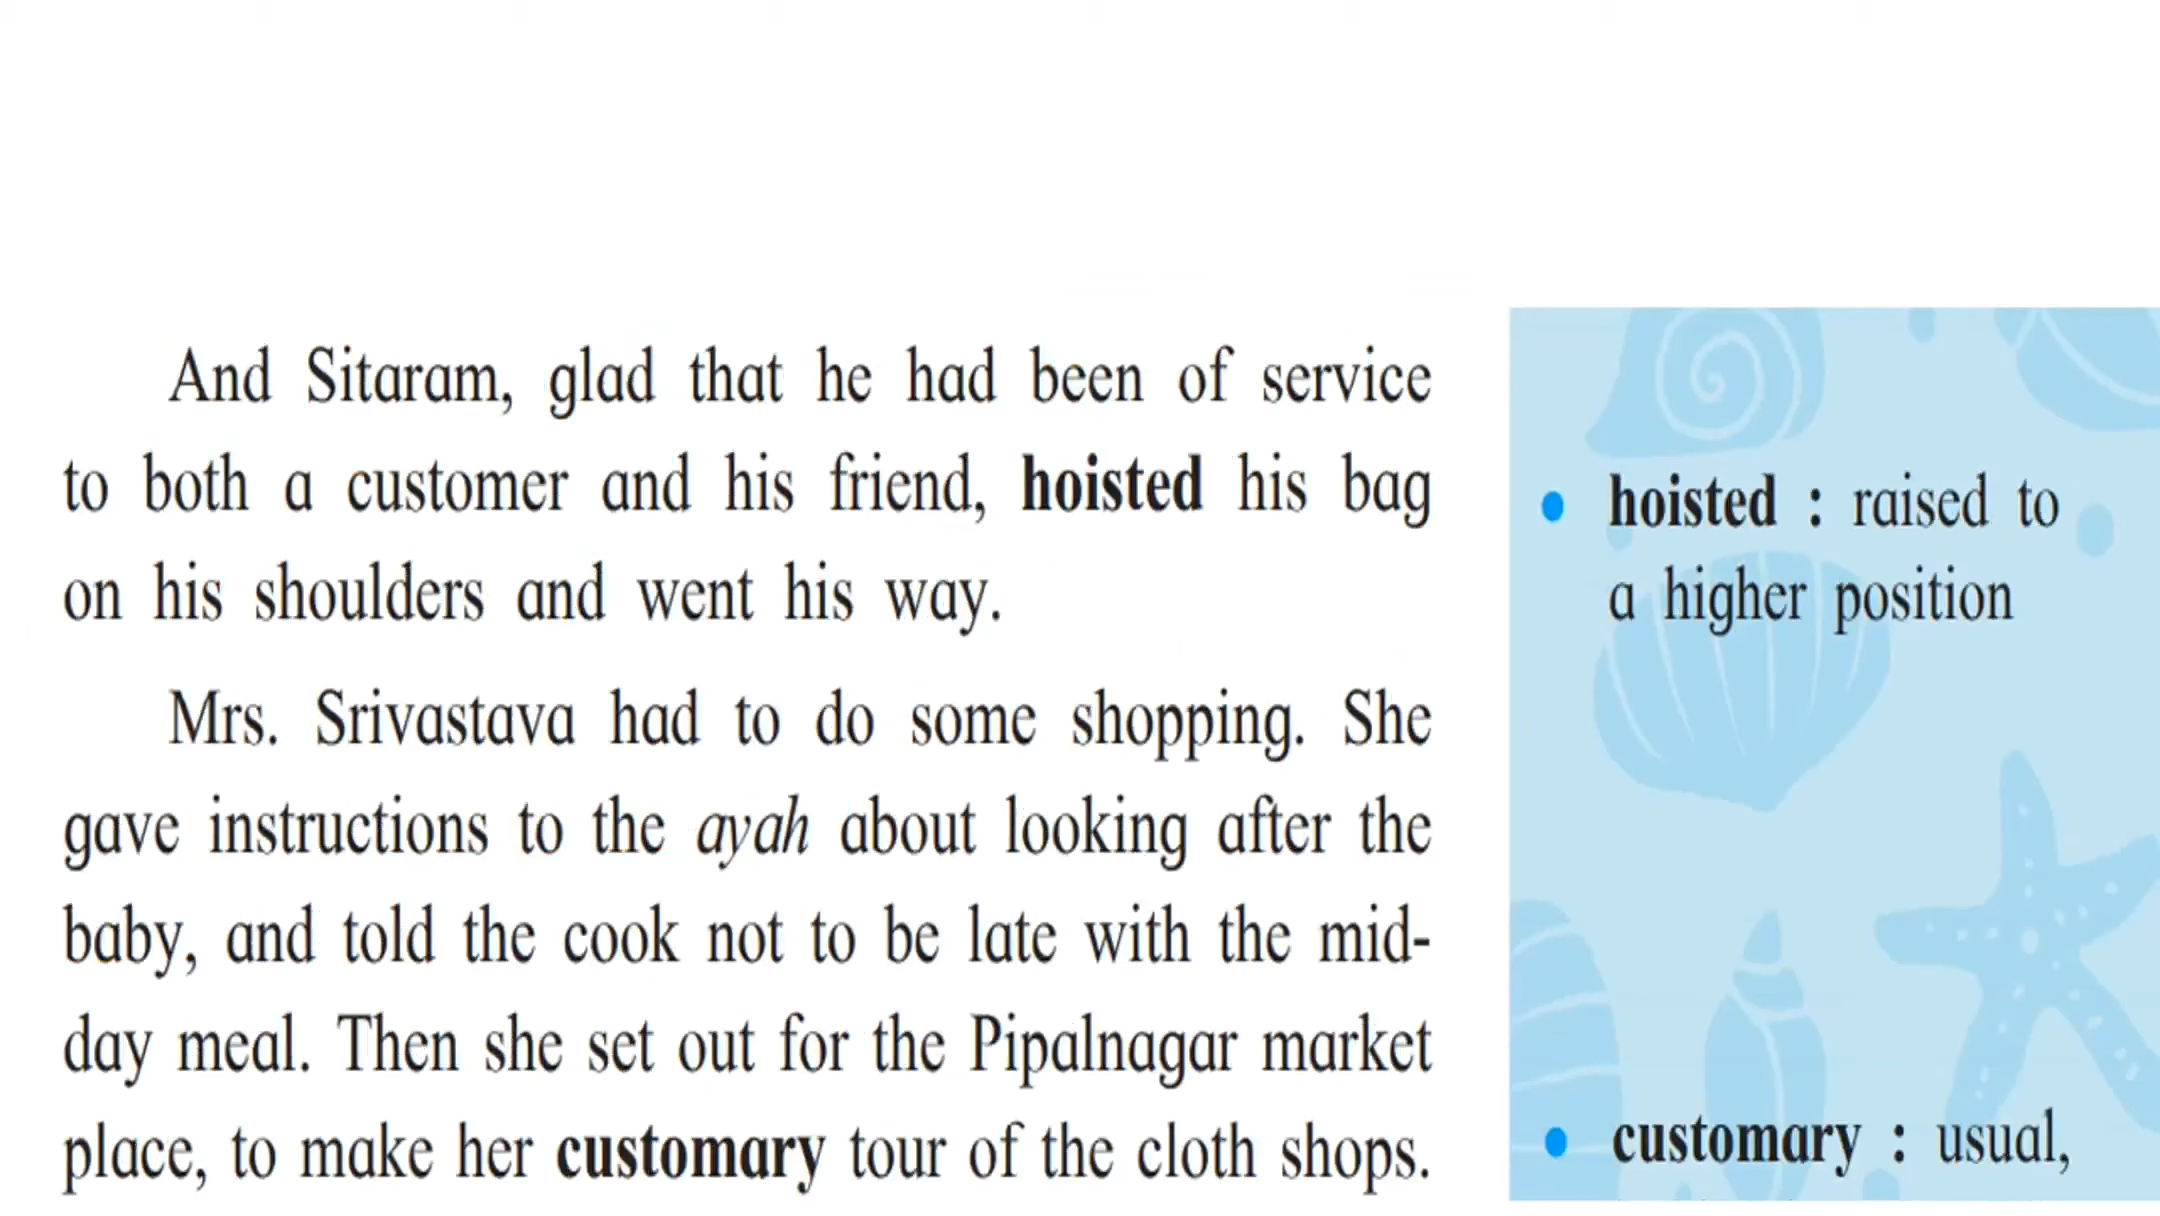 And Sitaram, glad that he had been of service
to both a customer and his friend, hoisted his bag
on his shoulders and went his way.
Mrs. Srivastava had to do some shopping. She
gave instructions to the ayah about looking after the
baby, and told the cook not to be late with the mid-
day meal. Then she set out for the Pipalnagar market
place, to make her customary tour of the cloth shops.
• hoisted : raised to
a higher position
• customary : usual,